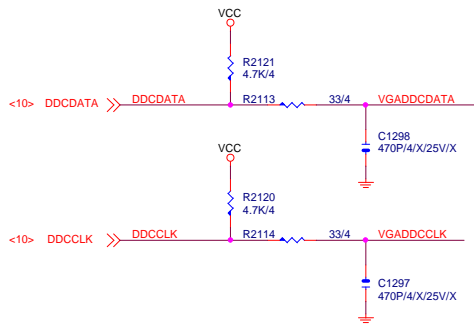 VCC
R2121
4.7K/4
<10> DDCDATA DDCDATA R2113 33/4 VGADDCDATA
C1298
470P/4/X/25V/X
VCC
R2120
4.7K/4
<10> DDCCLK DDCCLK R2114 33/4 VGADDCCLK
C1297
470P/4/X/25V/X